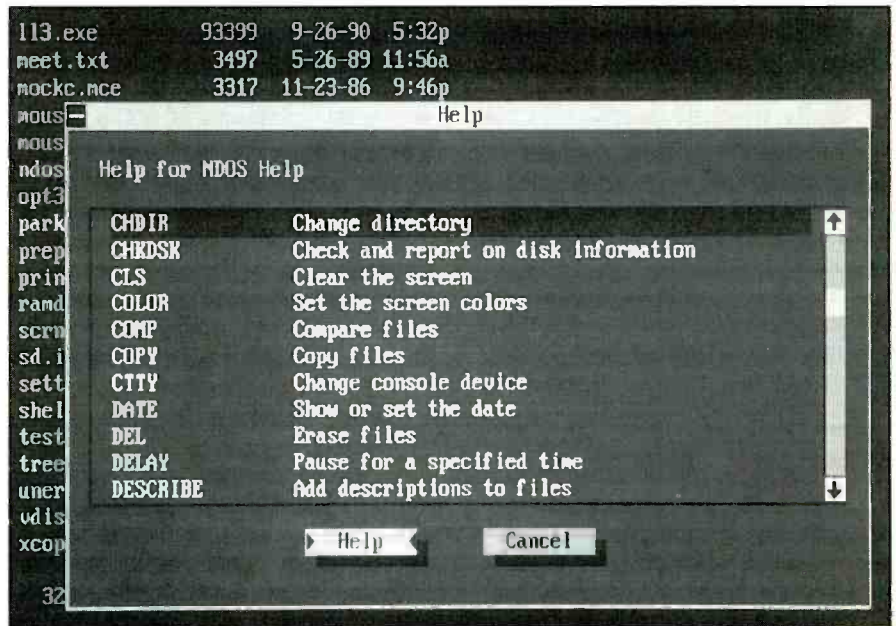 113.exe 93399 9-26-90 5:32p
meet.txt 3497 5-26-89 11:56a
mockc.mce 3317 11-23-86 9:46p
mous
Help
mous
ndos
Help for NDOS Help
opt3
park
CHDIR Change directory
prep
CHKDSK Check and report on disk information
prin
CLS Clear the screen
ramd
COLOR Set the screen colors
scrn
COMP Compare files
sd.i
COPY Copy files
sett
CTTY Change console device
shel
DATE Show or set the date
test
DEL Erase files
tree
DELAY Pause for a specified time
uner
DESCRIBE Add descriptions to files
vdis
xcop
Help Cancel
32